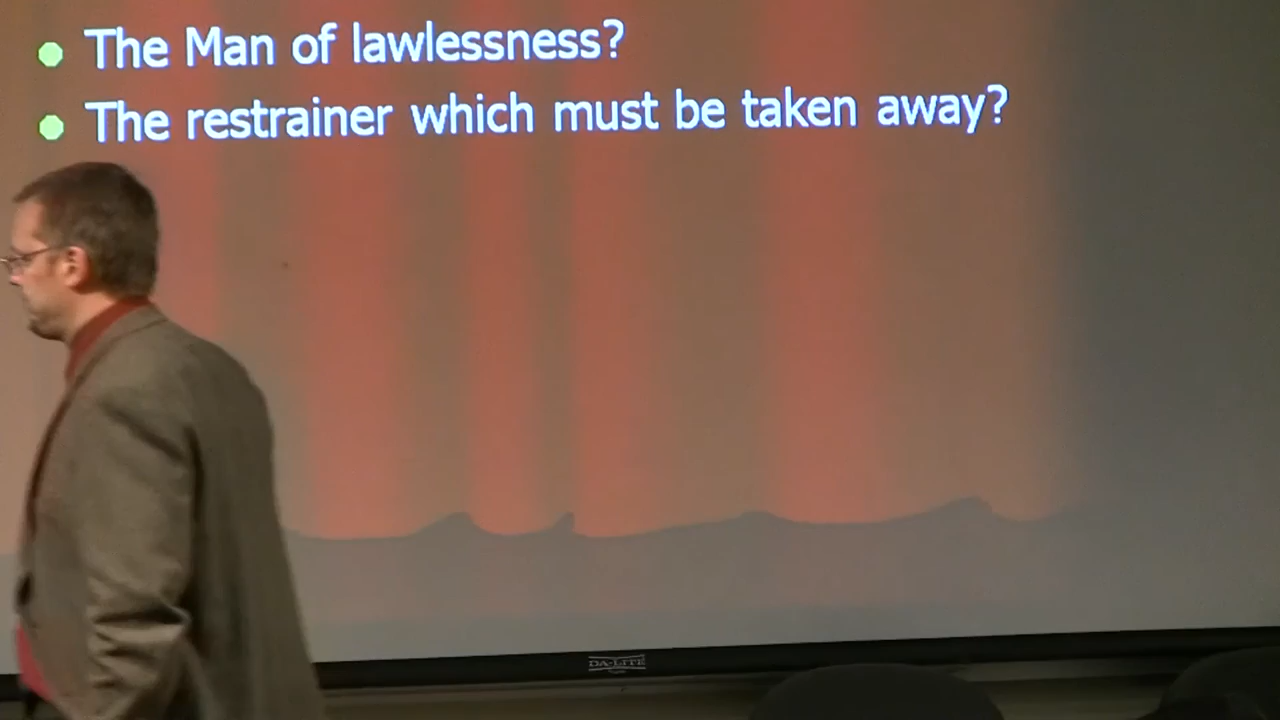 The Man of lawlessness?
The restrainer which must be taken away?
DA-LITE